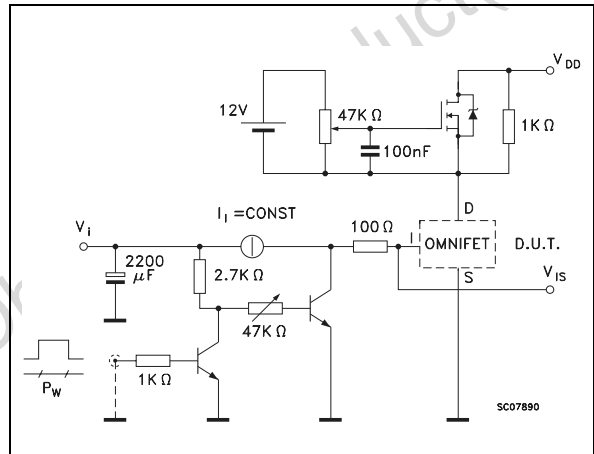 V DD
12V
47K Ω
1K Ω
100nF
D
I I =CONST
100 Ω
I
OMNIFET
D.U.T.
V i
2200
μF
2.7K Ω
S
V IS
47K Ω
1K Ω
P W
SC07890